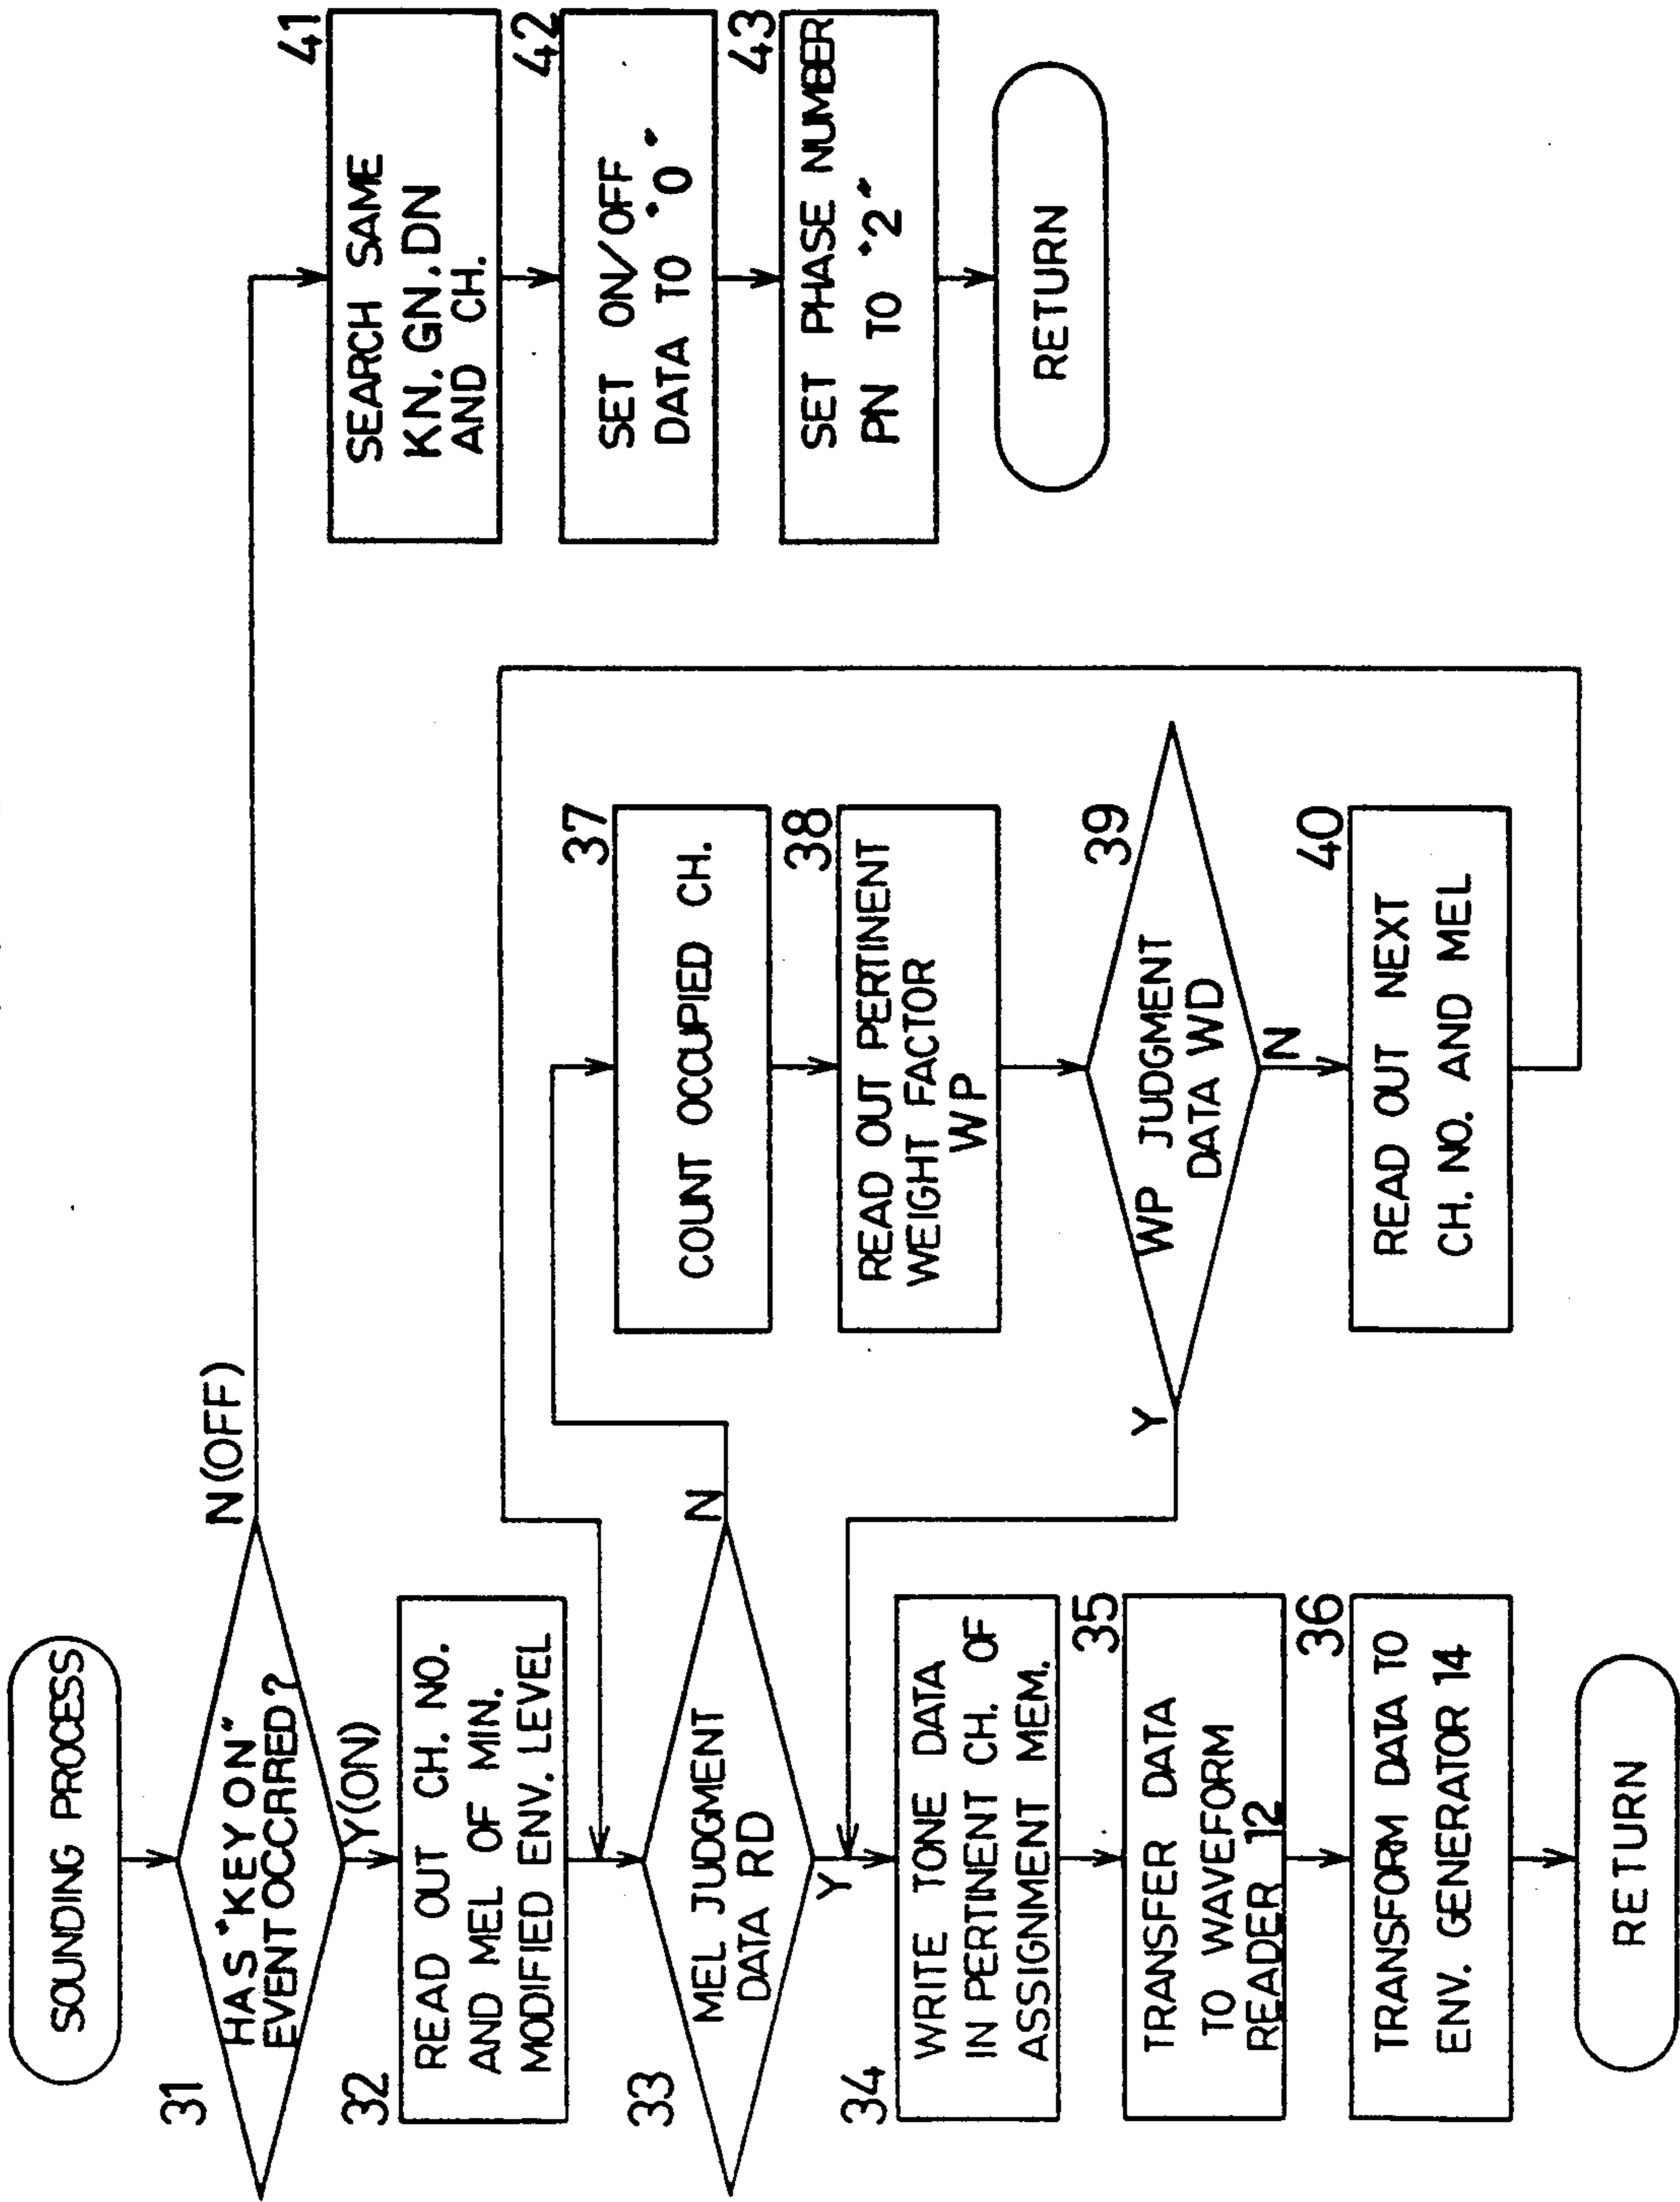 SOUNDING PROCESS
31
HAS "KEY ON"
EVENT OCCRRED?
N(OFF)
Y(ON)
32
READ OUT CH. NO.
AND MEL OF MIN.
MODIFIED ENV. LEVEL
33
MEL JUDGMENT
DATA RD
N
Y
34
WRITE TONE DATA
IN PERTINENT CH. OF
ASSIGNMENT MEM.
35
TRANSFER DATA
TO WAVEFORM
READER 12
36
TRANSFORM DATA TO
ENV. GENERATOR 14
RETURN
37
COUNT OCCUPIED CH.
38
READ OUT PERTINENT
WEIGHT FACTOR
WP
39
WP JUDGMENT
DATA WD
Y
N
40
READ OUT NEXT
CH. NO. AND MEL
41
SEARCH SAME
KN. GN. DN
AND CH.
42
SET ON/OFF
DATA TO "0"
43
SET PHASE NUMBER
PN TO "2"
RETURN